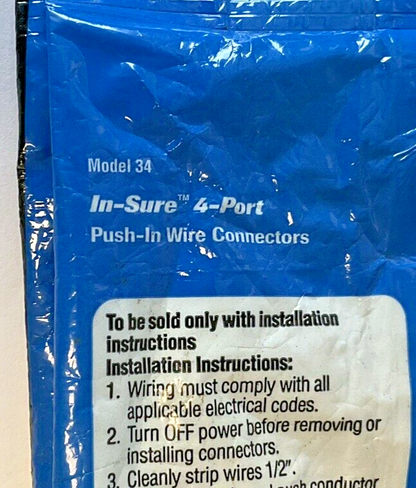 Model 34
In-Sure™ 4-Port
Push-In Wire Connectors
To be sold only with installation
instructions
Installation Instructions:
1. Wiring must comply with all
applicable electrical codes.
2. Turn OFF power before removing or
installing connectors.
3. Cleanly strip wires 1/2".
conductor